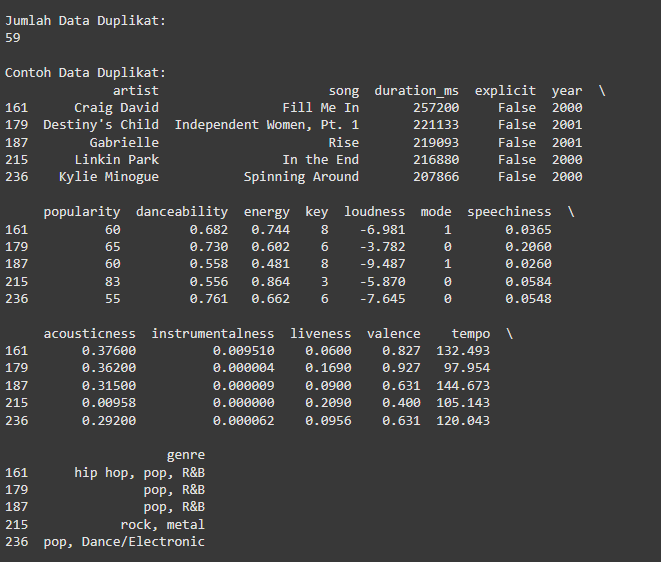 Jumlah Data Duplikat:
59
Contoh Data Duplikat:
artist song duration_ms explicit year \
161 Craig David Fill Me In 257200 False 2000
179 Destiny's Child Independent Women, Pt. 1 221133 False 2001
187 Gabrielle Rise 219093 False 2001
215 Linkin Park In the End 216880 False 2000
236 Kylie Minogue Spinning Around 207866 False 2000
popularity danceability energy key loudness mode speechiness \
161 60 0.682 0.744 8 -6.981 1 0.0365
179 65 0.730 0.602 6 -3.782 0 0.2060
187 60 0.558 0.481 8 -9.487 1 0.0260
215 83 0.556 0.864 3 -5.870 0 0.0584
236 55 0.761 0.662 6 -7.645 0 0.0548
acousticness instrumentalness liveness valence tempo \
161 0.37600 0.009510 0.0600 0.827 132.493
179 0.36200 0.000004 0.1690 0.927 97.954
187 0.31500 0.000009 0.0900 0.631 144.673
215 0.00958 0.000000 0.2090 0.400 105.143
236 0.29200 0.000062 0.0956 0.631 120.043
genre
161 hip hop, pop, R&B
179 pop, R&B
187 pop, R&B
215 rock, metal
236 pop, Dance/Electronic